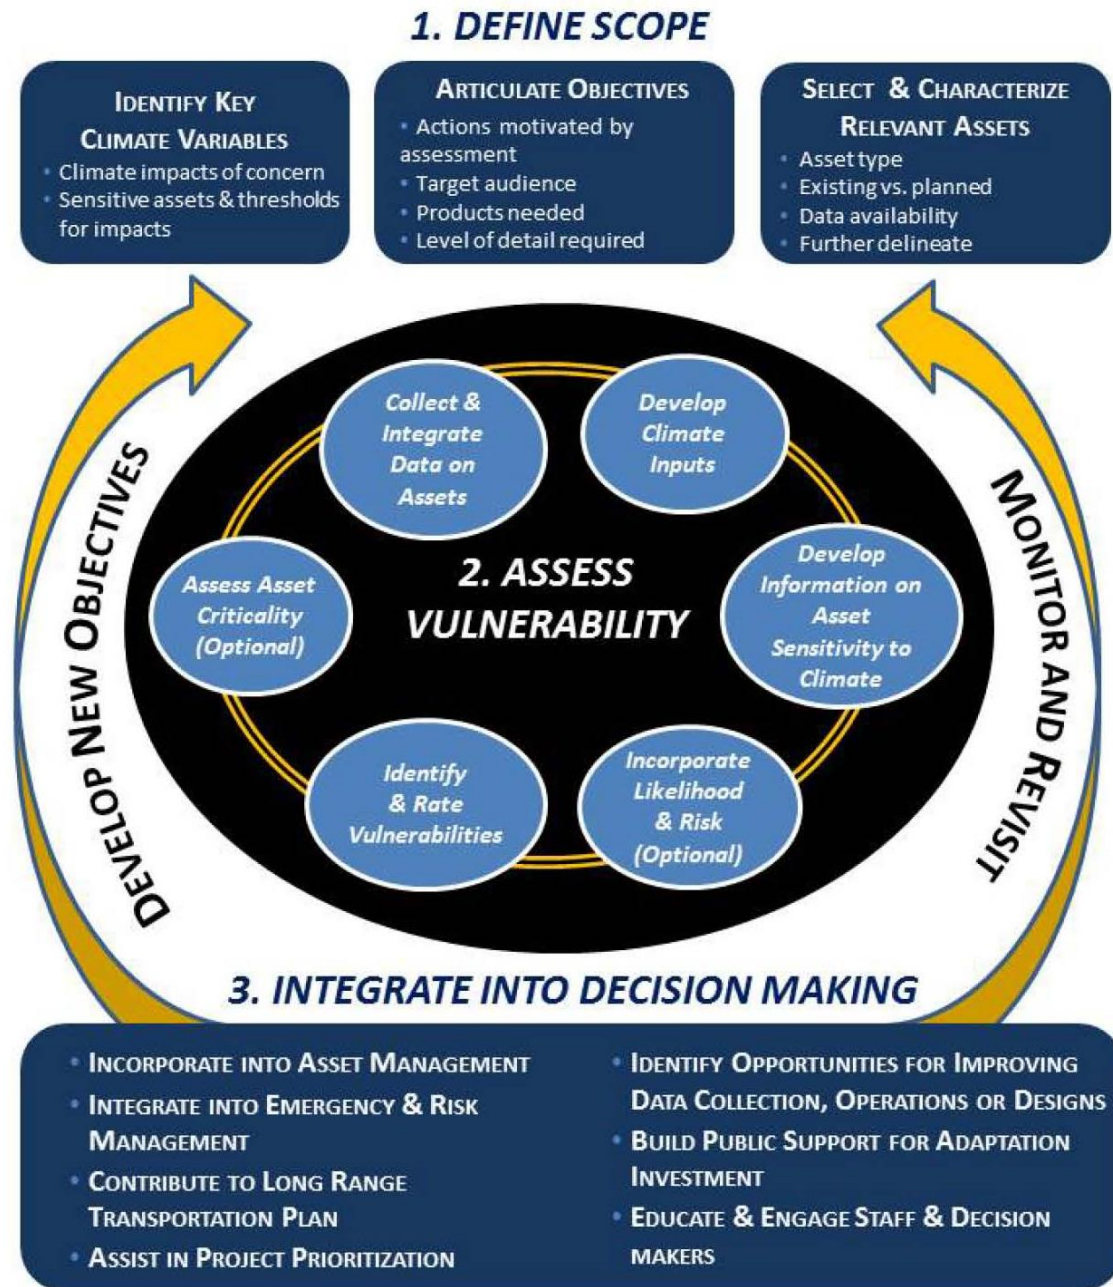 1. DEFINE SCOPE
IDENTIFY KEY
CLIMATE VARIABLES
• Climate impacts of concern
• Sensitive assets & thresholds
for impacts
ARTICULATE OBJECTIVES
• Actions motivated by
assessment
• Target audience
• Products needed
• Level of detail required
SELECT & CHARACTERIZE
RELEVANT ASSETS
• Asset type
• Existing vs. planned
• Data availability
• Further delineate
DEVELOP NEW OBJECTIVES
MONITOR AND REVISIT
2. ASSESS
VULNERABILITY
Collect &
Integrate
Data on
Assets
Develop
Climate
Inputs
Develop
Information on
Asset
Sensitivity to
Climate
Incorporate
Likelihood
& Risk
(Optional)
Identify
& Rate
Vulnerabilities
Assess Asset
Criticality
(Optional)
3. INTEGRATE INTO DECISION MAKING
• INCORPORATE INTO ASSET MANAGEMENT
• INTEGRATE INTO EMERGENCY & RISK
MANAGEMENT
• CONTRIBUTE TO LONG RANGE
TRANSPORTATION PLAN
• ASSIST IN PROJECT PRIORITIZATION
• IDENTIFY OPPORTUNITIES FOR IMPROVING
DATA COLLECTION, OPERATIONS OR DESIGNS
• BUILD PUBLIC SUPPORT FOR ADAPTATION
INVESTMENT
• EDUCATE & ENGAGE STAFF & DECISION
MAKERS